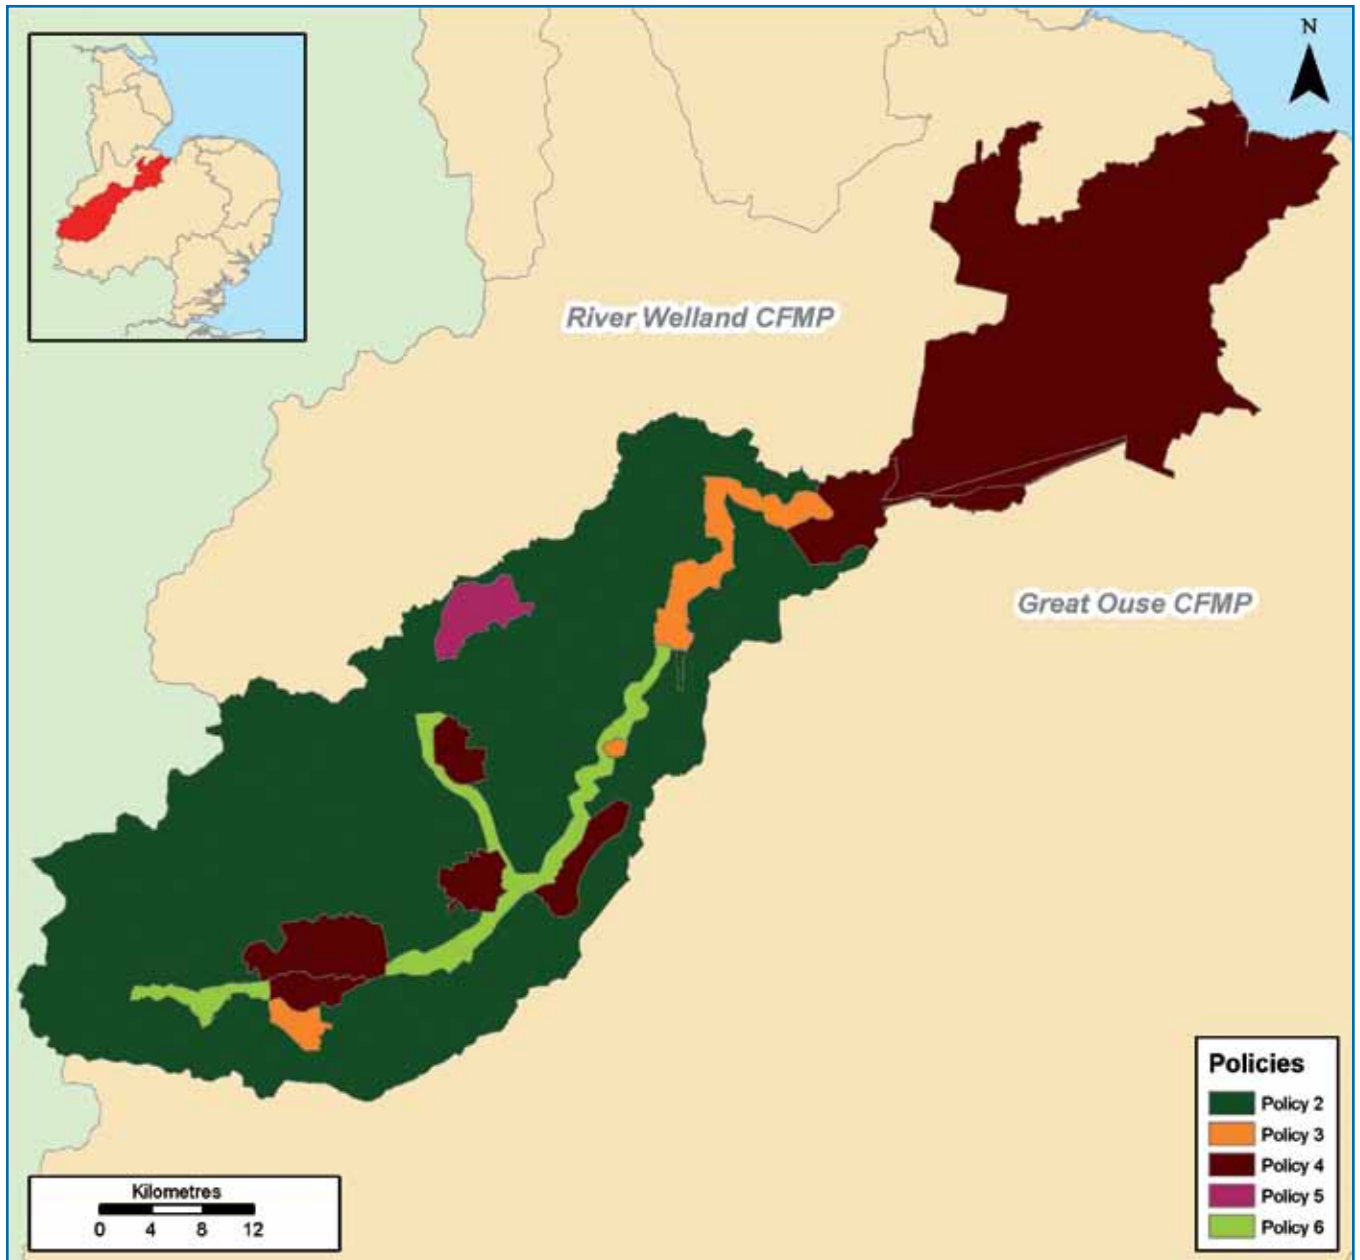 N
River Welland CFMP
Great Ouse CFMP
Policies
Policy 2
Policy 3
Policy 4
Policy 5
Policy 6
Kilometres
0 4 8 12